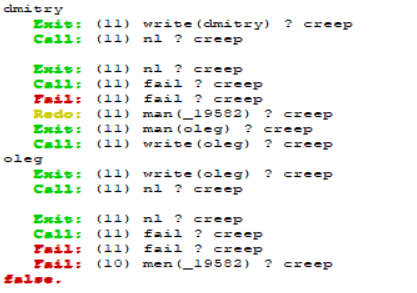 dmitry
Exit: (11) write(dmitry) ? creep
Call: (11) nl ? creep
Exit: (11) nl ? creep
Call: (11) fail ? creep
Fail: (11) fail ? creep
Redo: (11) man(_19582) ? creep
Exit: (11) man(oleg) ? creep
Call: (11) write(oleg) ? creep
oleg
Exit: (11) write(oleg) ? creep
Call: (11) nl ? creep
Exit: (11) nl ? creep
Call: (11) fail ? creep
Fail: (11) fail ? creep
Fail: (10) men(_19582) ? creep
false.